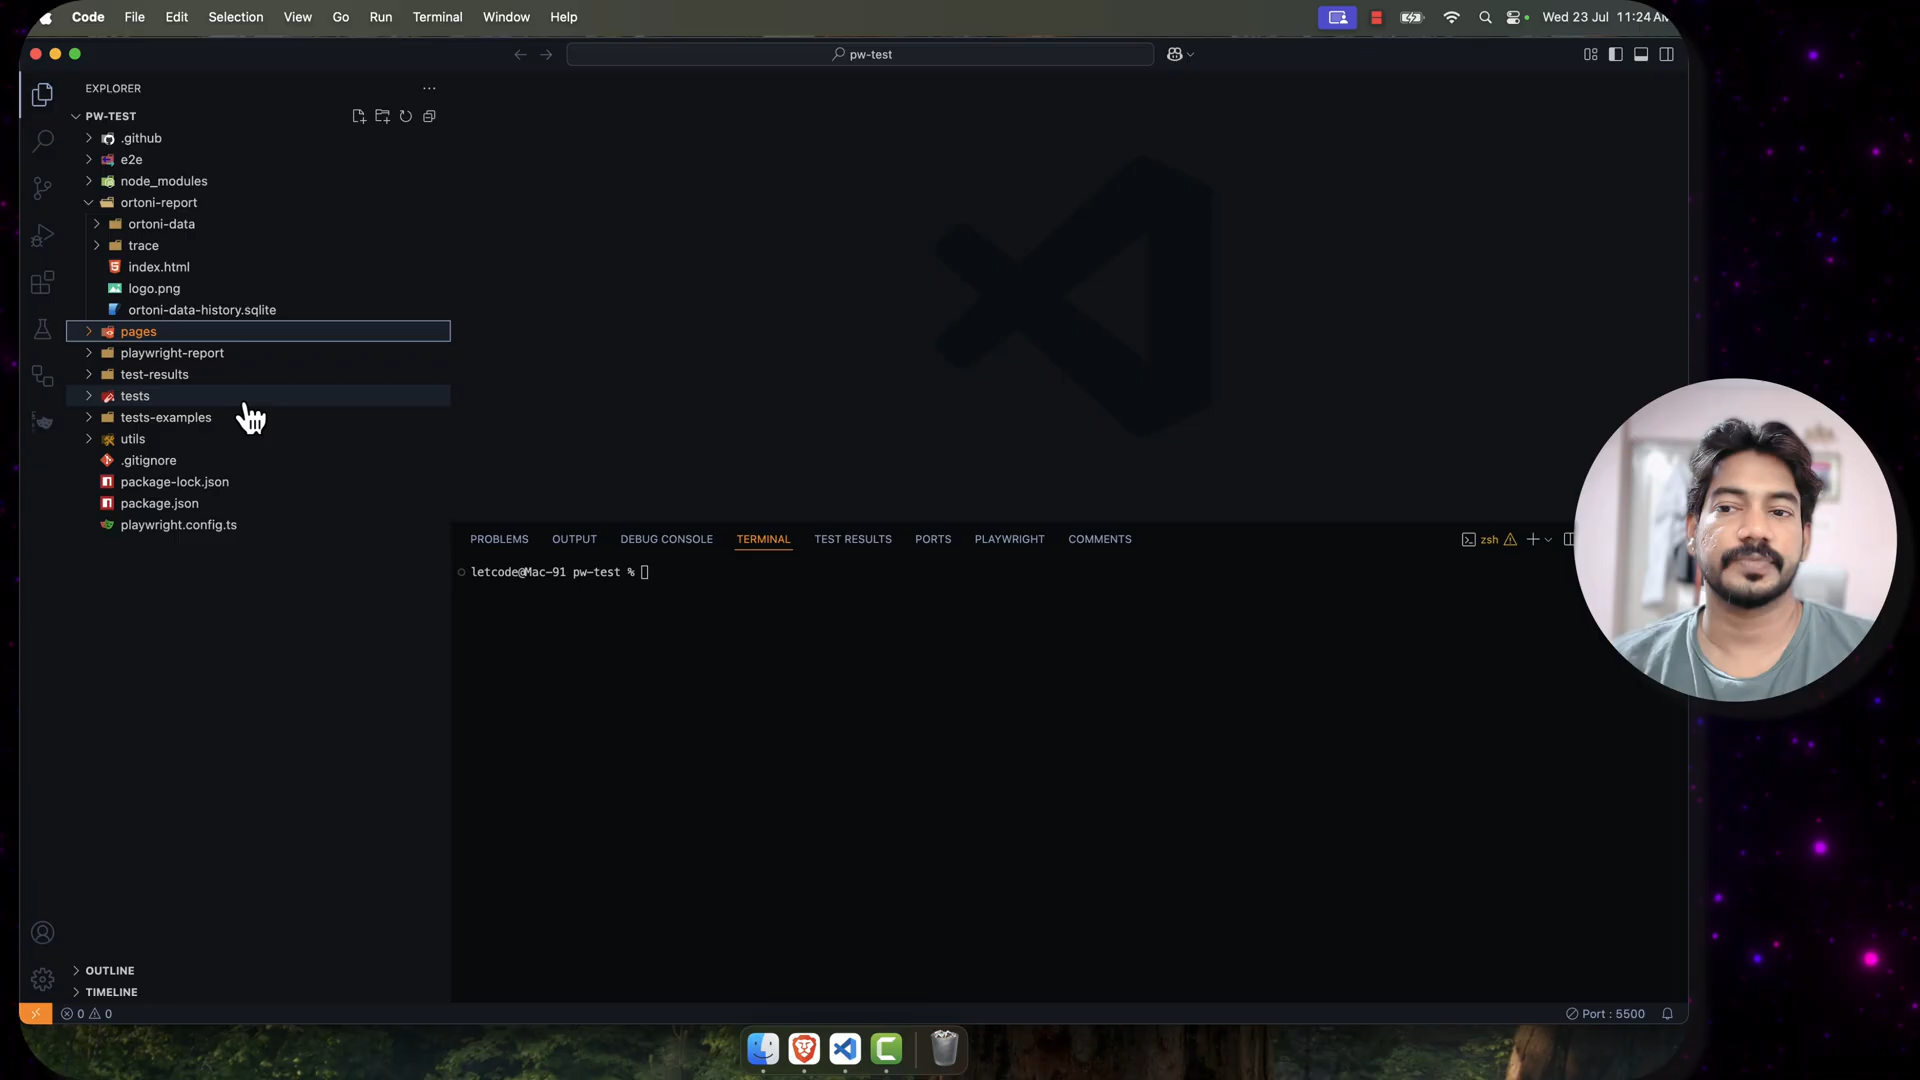 Code File Edit Selection View Go Run Terminal Window Help
Wed 23 Jul 11:24 AM
pw-test
EXPLORER
PW-TEST
.github
e2e
node_modules
ortoni-report
ortoni-data
trace
index.html
logo.png
ortoni-data-history.sqlite
pages
playwright-report
test-results
tests
tests-examples
utils
.gitignore
package-lock.json
package.json
playwright.config.ts
PROBLEMS OUTPUT DEBUG CONSOLE TERMINAL TEST RESULTS PORTS PLAYWRIGHT COMMENTS
zsh
letcode@Mac-91 pw-test %
OUTLINE
TIMELINE
0 0
Port : 5500